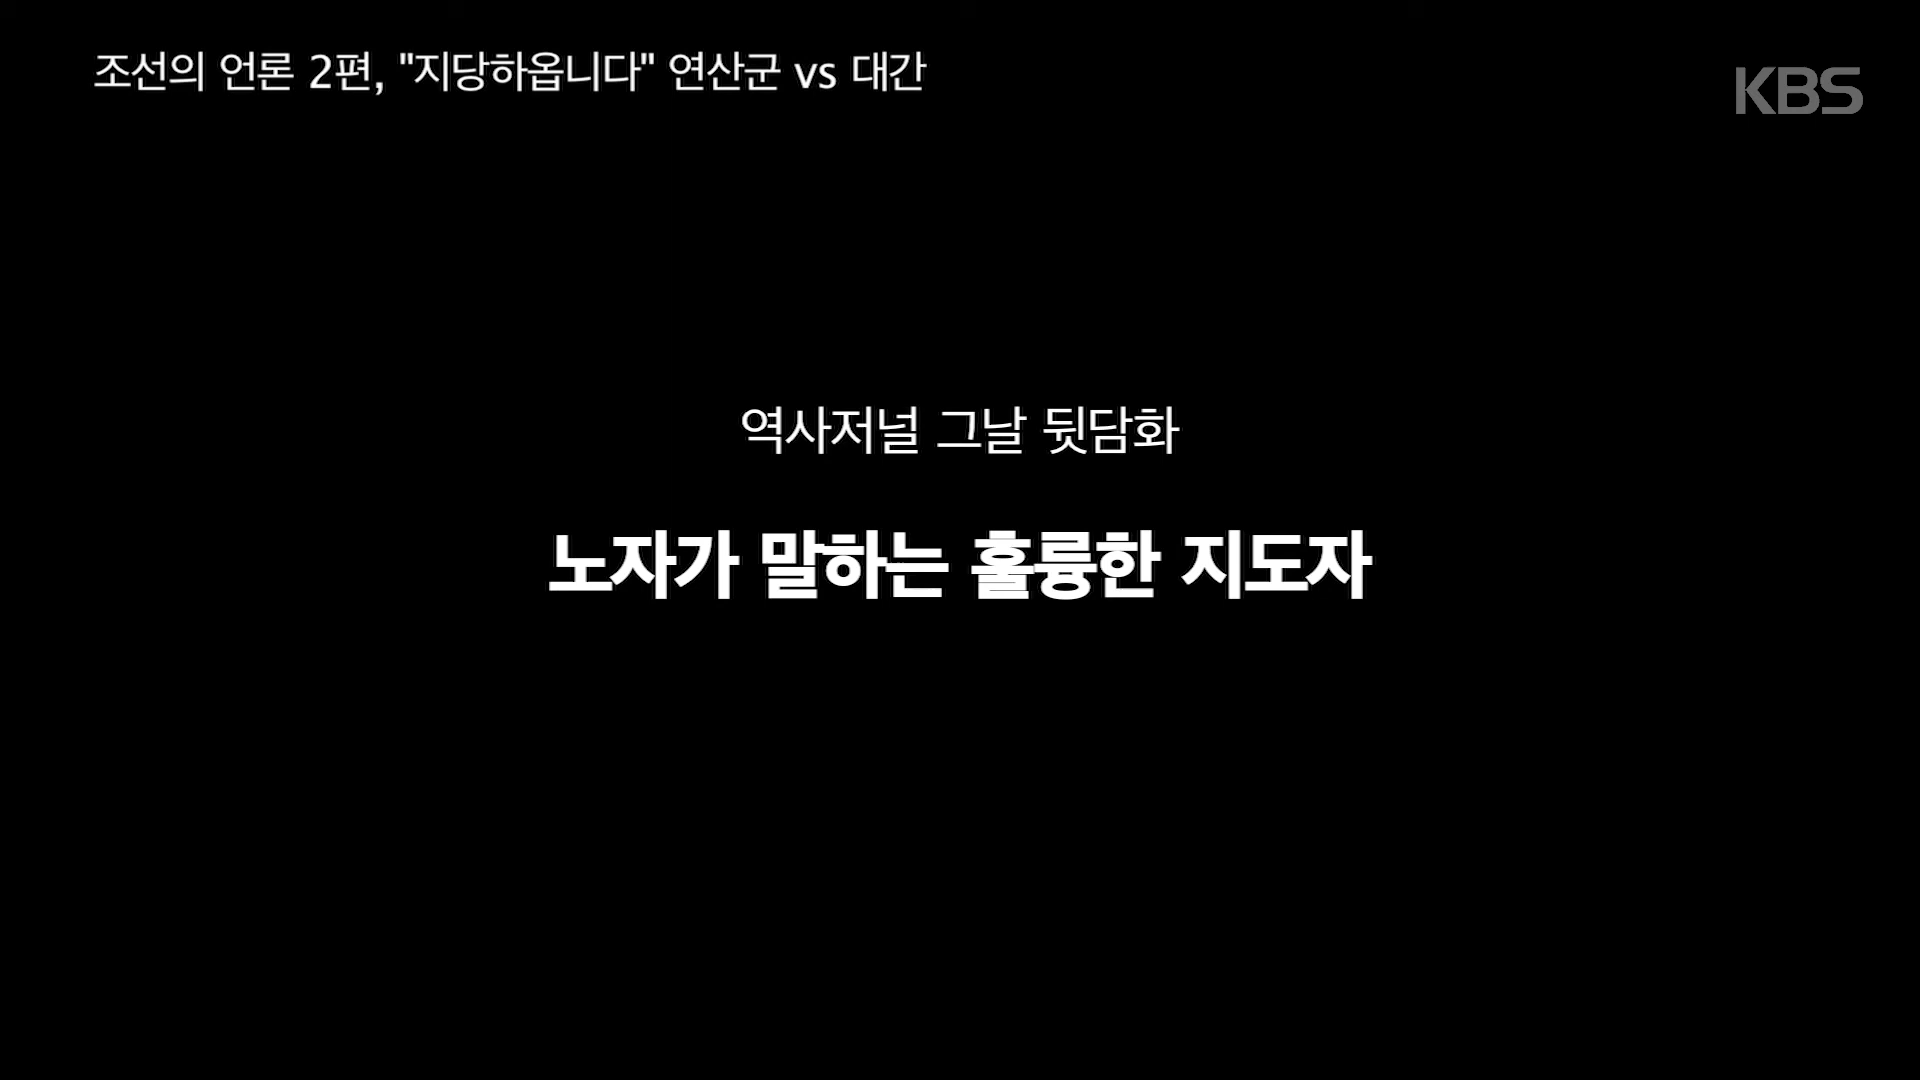 조선의 언론 2편, "지당하옵니다" 연산군 vs 대간
KBS
역사저널 그날 뒷담화
노자가 말하는 훌륭한 지도자